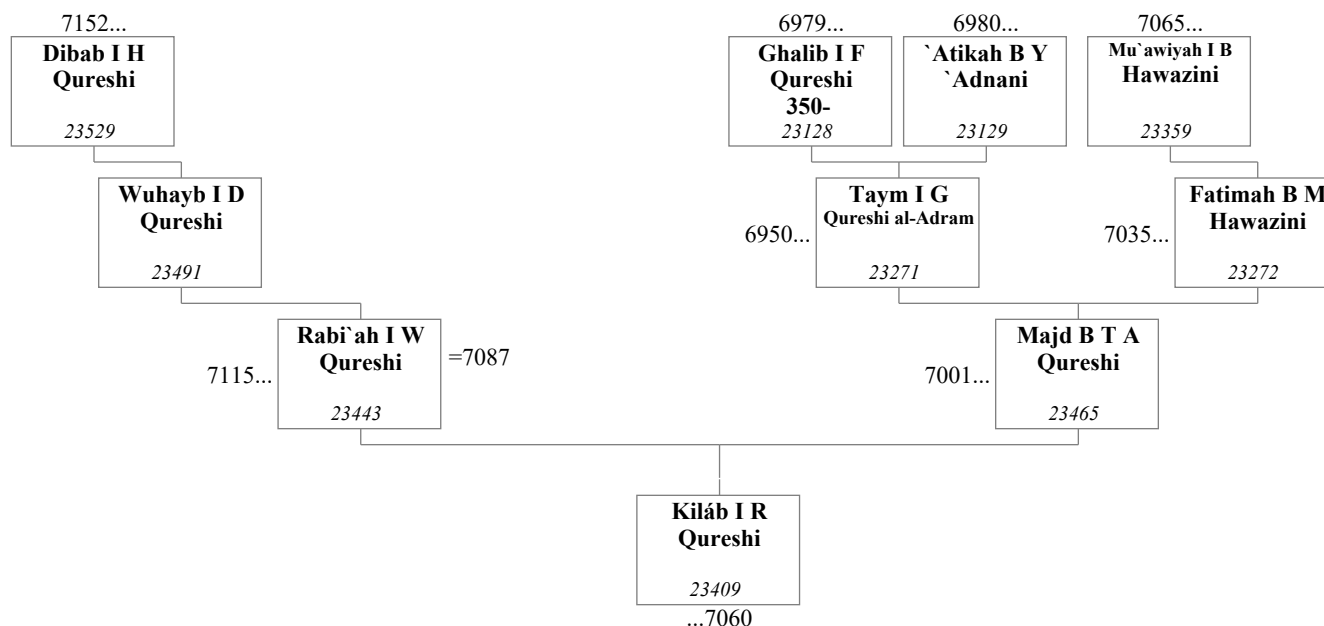 7152...
6979...
6980...
7065...
Dibab I H
Qureshi
23529
Ghalib I F
Qureshi
350-
23128
`Atikah B Y
`Adnani
23129
Mu`awiyah I B
Hawazini
23359
Wuhayb I D
Qureshi
23491
6950...
Taym I G
Qureshi al-Adram
23271
7035...
Fatimah B M
Hawazini
23272
7115...
Rabi`ah I W
Qureshi
23443
=7087
7001...
Majd B T A
Qureshi
23465
Kiláb I R
Qureshi
23409
...7060